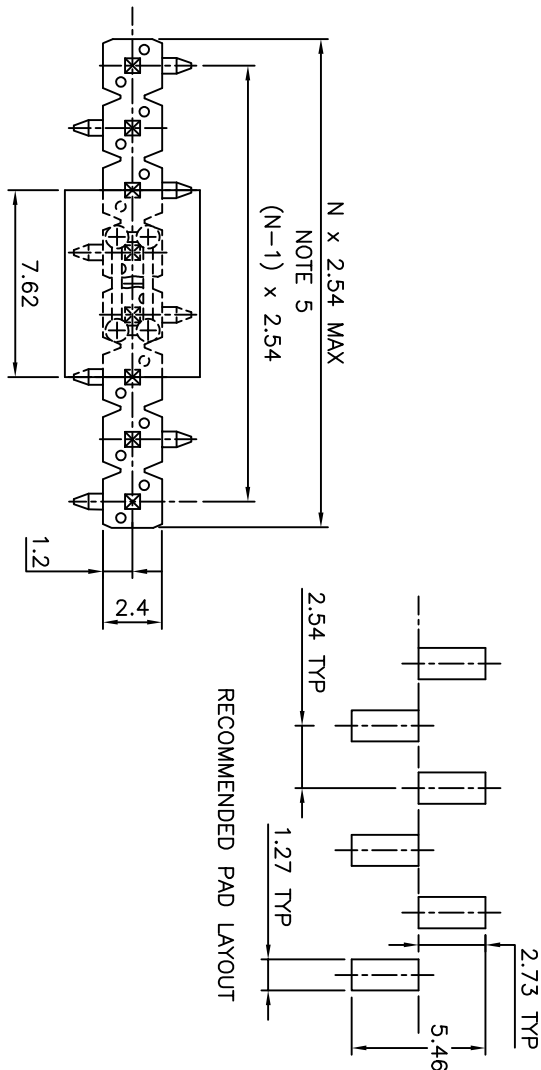 N x 2.54 MAX
NOTE 5
(N-1) x 2.54
7.62
1.2
2.4
2.54 TYP
RECOMMENDED PAD LAYOUT
1.27 TYP
2.73 TYP
5.46